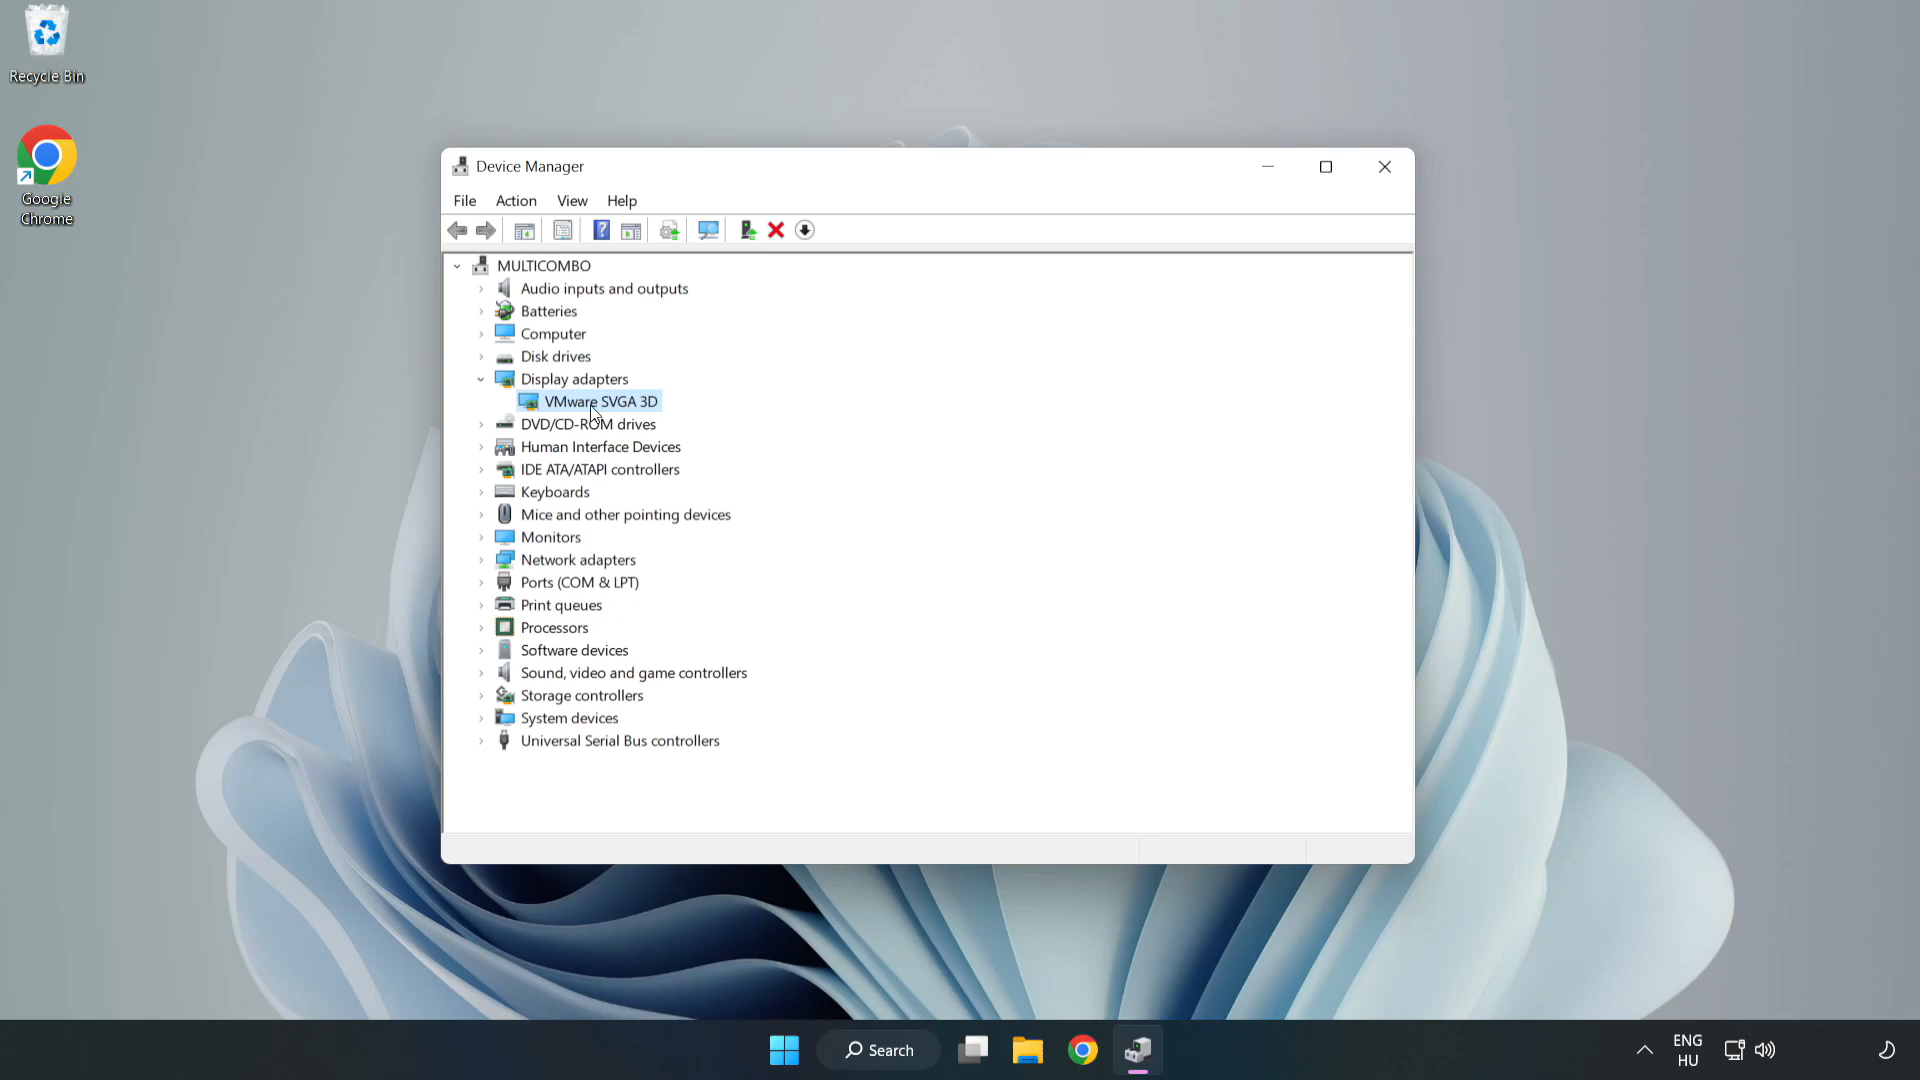 Recycle Bin
Google
Chrome
Device Manager
File Action View Help
MULTICOMBO
Audio inputs and outputs
Batteries
Computer
Disk drives
Display adapters
VMware SVGA 3D
DVD/CD-ROM drives
Human Interface Devices
IDE ATA/ATAPI controllers
Keyboards
Mice and other pointing devices
Monitors
Network adapters
Ports (COM & LPT)
Print queues
Processors
Software devices
Sound, video and game controllers
Storage controllers
System devices
Universal Serial Bus controllers
Search
ENG
HU